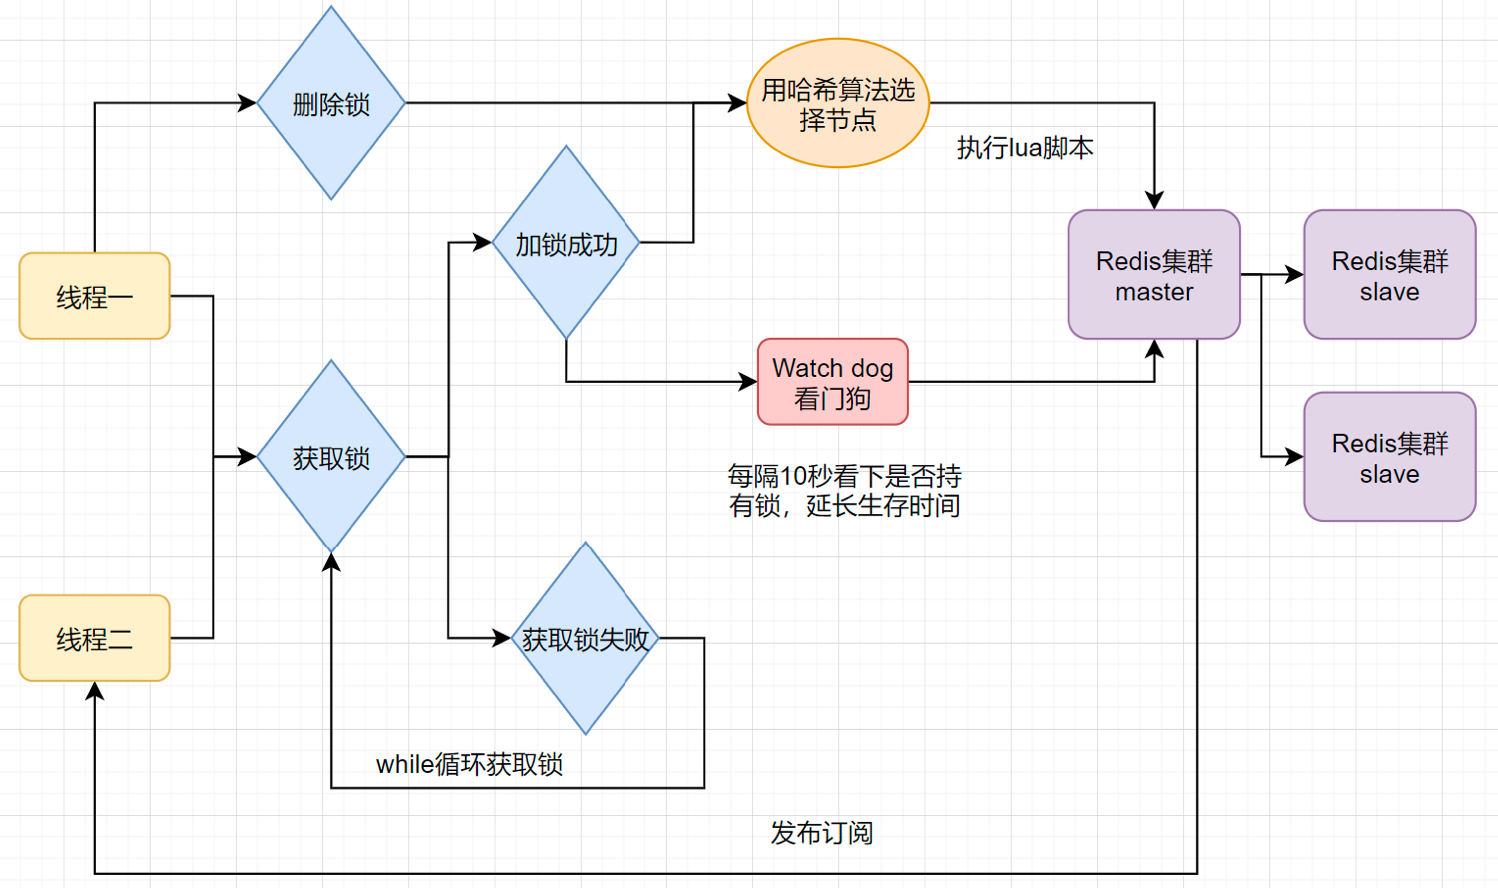 删除锁
用哈希算法选
择节点
执行lua脚本
加锁成功
线程一
Redis集群
master
Redis集群
slave
Watch dog
看门狗
获取锁
Redis集群
slave
每隔10秒看下是否持
有锁，延长生存时间
线程二
获取锁失败
while循环获取锁
发布订阅